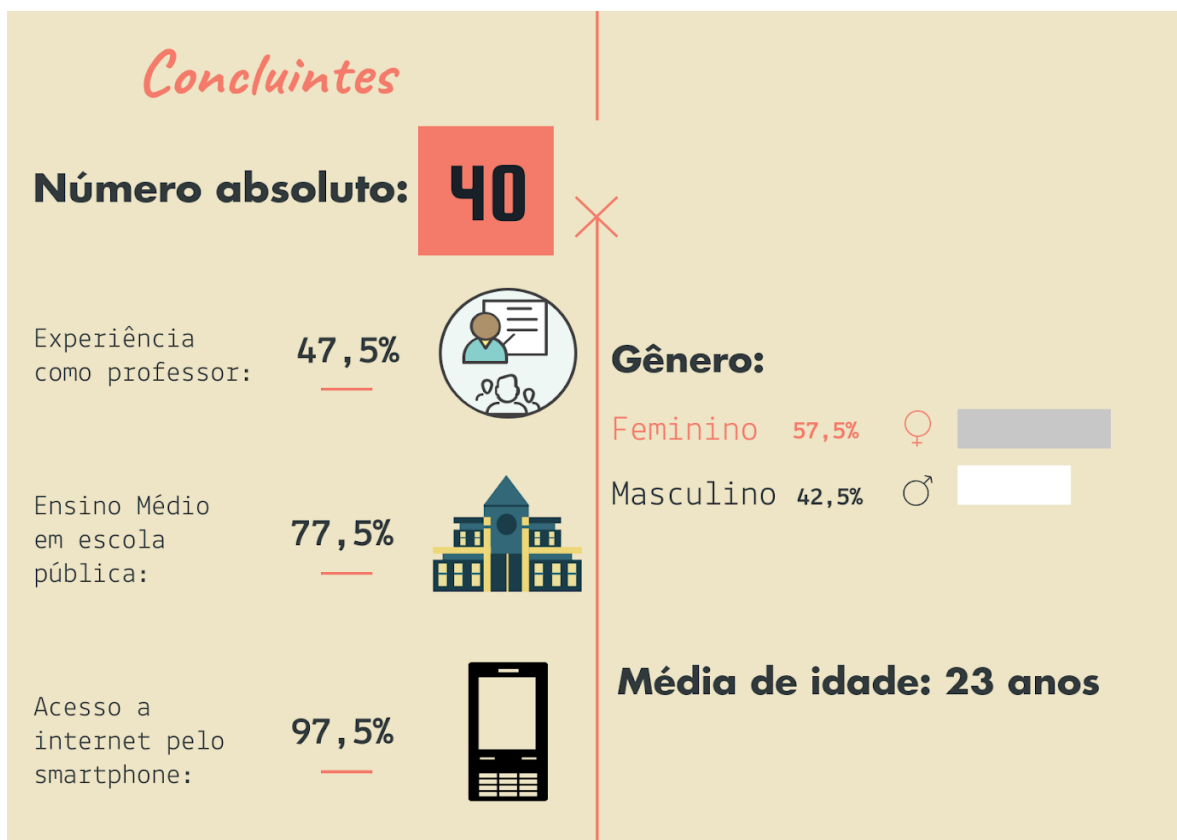 Concluintes
Número absoluto: 40
Experiência
como professor: 47,5%
Ensino Médio
em escola
pública: 77,5%
Acesso a
internet pelo
smartphone: 97,5%
Gênero:
Feminino 57,5%
Masculino 42,5%
Média de idade: 23 anos